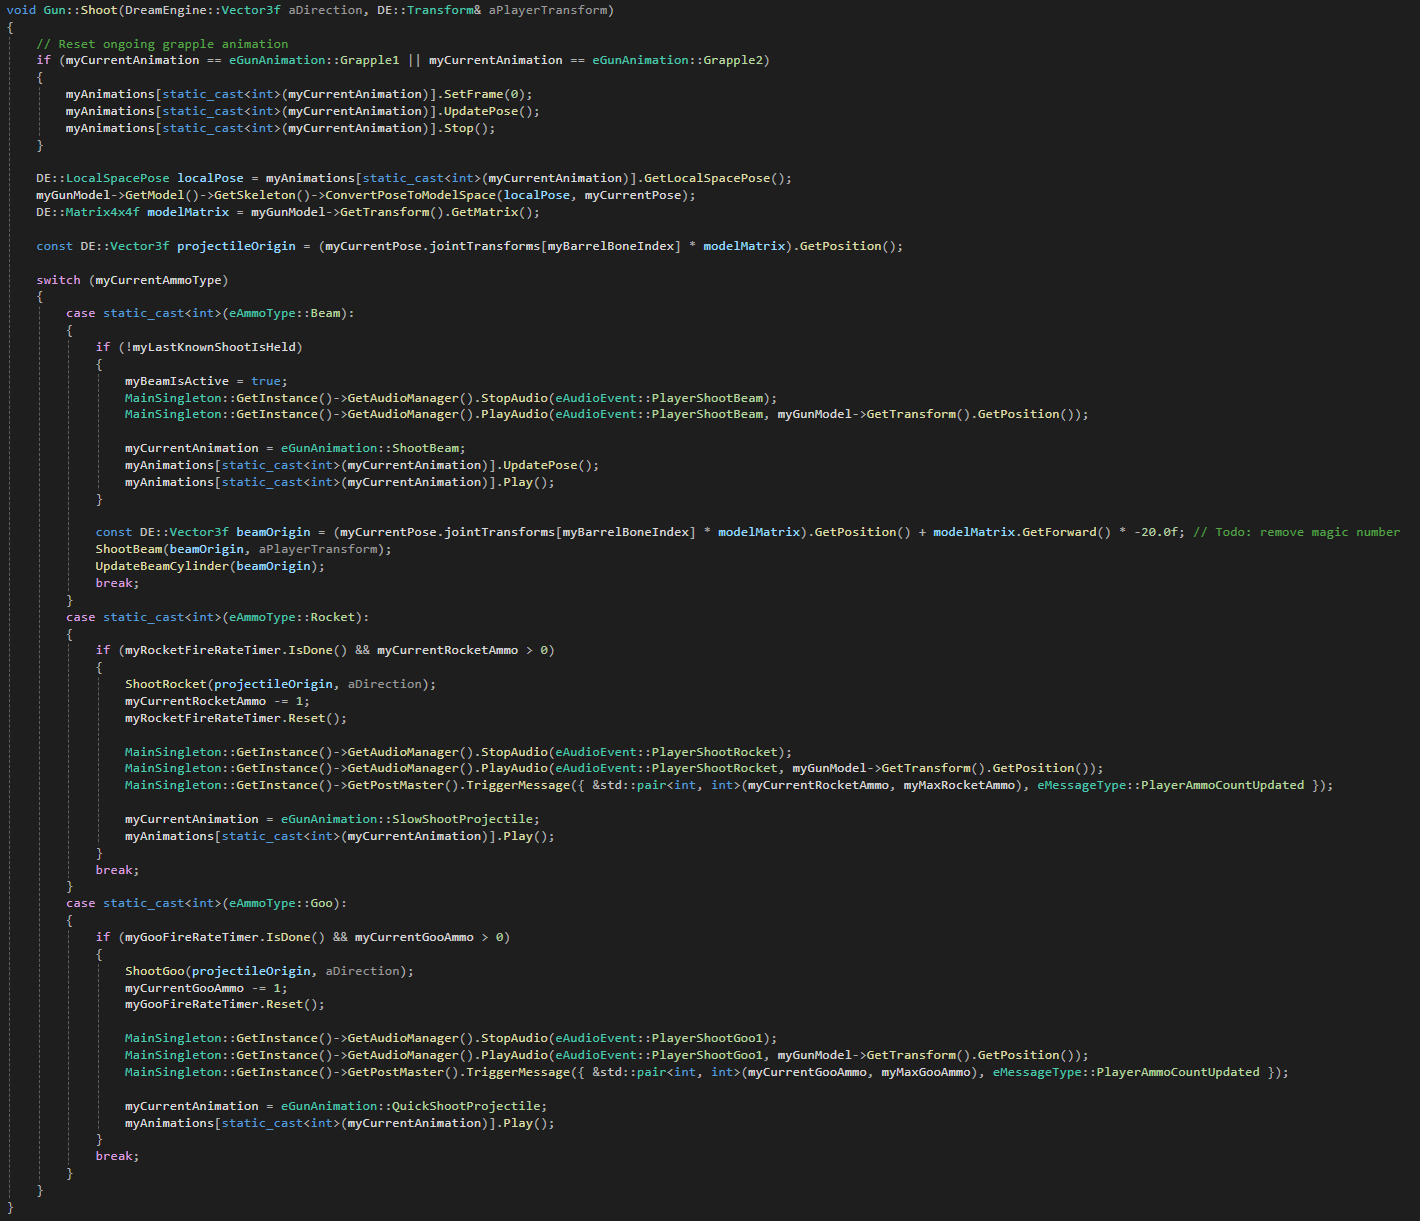 void Gun::Shoot(DreamEngine::Vector3f aDirection, DE::Transform& aPlayerTransform)
{
    // Reset ongoing grapple animation
    if (myCurrentAnimation == eGunAnimation::Grapple1 || myCurrentAnimation == eGunAnimation::Grapple2)
    {
        myAnimations[static_cast<int>(myCurrentAnimation)].SetFrame(0);
        myAnimations[static_cast<int>(myCurrentAnimation)].UpdatePose();
        myAnimations[static_cast<int>(myCurrentAnimation)].Stop();
    }

    DE::LocalSpacePose localPose = myAnimations[static_cast<int>(myCurrentAnimation)].GetLocalSpacePose();
    myGunModel->GetModel()->GetSkeleton()->ConvertPoseToModelSpace(localPose, myCurrentPose);
    DE::Matrix4x4f modelMatrix = myGunModel->GetTransform().GetMatrix();

    const DE::Vector3f projectileOrigin = (myCurrentPose.jointTransforms[myBarrelBoneIndex] * modelMatrix).GetPosition();

    switch (myCurrentAmmoType)
    {
        case static_cast<int>(eAmmoType::Beam):
        {
            if (!myLastKnownShootIsHeld)
            {
                myBeamIsActive = true;
                MainSingleton::GetInstance()->GetAudioManager().StopAudio(eAudioEvent::PlayerShootBeam);
                MainSingleton::GetInstance()->GetAudioManager().PlayAudio(eAudioEvent::PlayerShootBeam, myGunModel->GetTransform().GetPosition());

                myCurrentAnimation = eGunAnimation::ShootBeam;
                myAnimations[static_cast<int>(myCurrentAnimation)].UpdatePose();
                myAnimations[static_cast<int>(myCurrentAnimation)].Play();
            }

            const DE::Vector3f beamOrigin = (myCurrentPose.jointTransforms[myBarrelBoneIndex] * modelMatrix).GetPosition() + modelMatrix.GetForward() * -20.0f; // Todo: remove magic number
            ShootBeam(beamOrigin, aPlayerTransform);
            UpdateBeamCylinder(beamOrigin);
            break;
        }
        case static_cast<int>(eAmmoType::Rocket):
        {
            if (myRocketFireRateTimer.IsDone() && myCurrentRocketAmmo > 0)
            {
                ShootRocket(projectileOrigin, aDirection);
                myCurrentRocketAmmo -= 1;
                myRocketFireRateTimer.Reset();

                MainSingleton::GetInstance()->GetAudioManager().StopAudio(eAudioEvent::PlayerShootRocket);
                MainSingleton::GetInstance()->GetAudioManager().PlayAudio(eAudioEvent::PlayerShootRocket, myGunModel->GetTransform().GetPosition());
                MainSingleton::GetInstance()->GetPostMaster().TriggerMessage({ &std::pair<int, int>(myCurrentRocketAmmo, myMaxRocketAmmo), eMessageType::PlayerAmmoCountUpdated });

                myCurrentAnimation = eGunAnimation::SlowShootProjectile;
                myAnimations[static_cast<int>(myCurrentAnimation)].Play();
            }
            break;
        }
        case static_cast<int>(eAmmoType::Goo):
        {
            if (myGooFireRateTimer.IsDone() && myCurrentGooAmmo > 0)
            {
                ShootGoo(projectileOrigin, aDirection);
                myCurrentGooAmmo -= 1;
                myGooFireRateTimer.Reset();

                MainSingleton::GetInstance()->GetAudioManager().StopAudio(eAudioEvent::PlayerShootGoo1);
                MainSingleton::GetInstance()->GetAudioManager().PlayAudio(eAudioEvent::PlayerShootGoo1, myGunModel->GetTransform().GetPosition());
                MainSingleton::GetInstance()->GetPostMaster().TriggerMessage({ &std::pair<int, int>(myCurrentGooAmmo, myMaxGooAmmo), eMessageType::PlayerAmmoCountUpdated });

                myCurrentAnimation = eGunAnimation::QuickShootProjectile;
                myAnimations[static_cast<int>(myCurrentAnimation)].Play();
            }
            break;
        }
    }
}